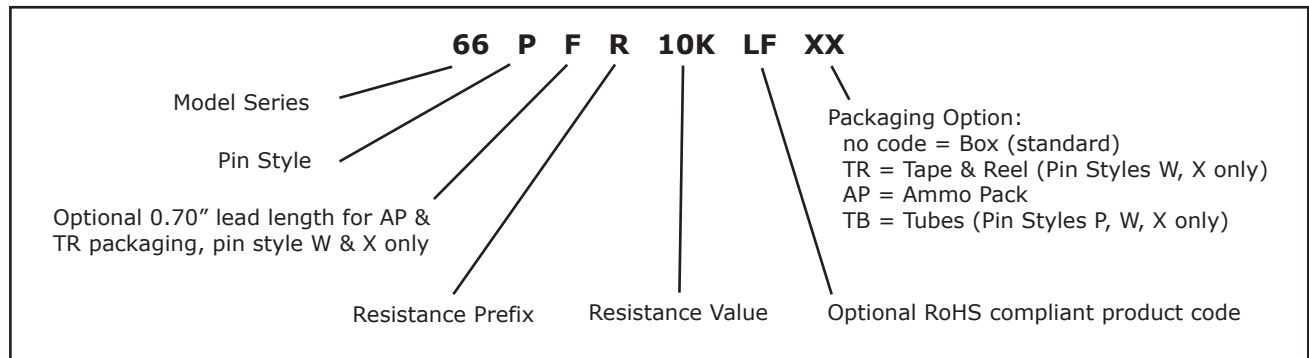 66 P F R 10K LF XX
Model Series
Pin Style
Optional 0.70″ lead length for AP &
TR packaging, pin style W & X only
Resistance Prefix
Resistance Value
Optional RoHS compliant product code
Packaging Option:
no code = Box (standard)
TR = Tape & Reel (Pin Styles W, X only)
AP = Ammo Pack
TB = Tubes (Pin Styles P, W, X only)